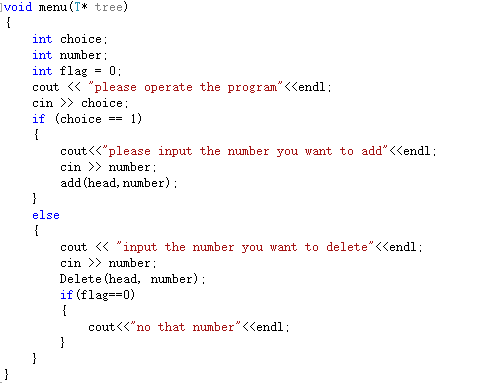 void menu(T* tree)
{
    int choice;
    int number;
    int flag = 0;
    cout << "please operate the program"<<endl;
    cin >> choice;
    if (choice == 1)
    {
        cout<<"please input the number you want to add"<<endl;
        cin >> number;
        add(head,number);
    }
    else
    {
        cout << "input the number you want to delete"<<endl;
        cin >> number;
        Delete(head, number);
        if(flag==0)
        {
            cout<<"no that number"<<endl;
        }
    }
}